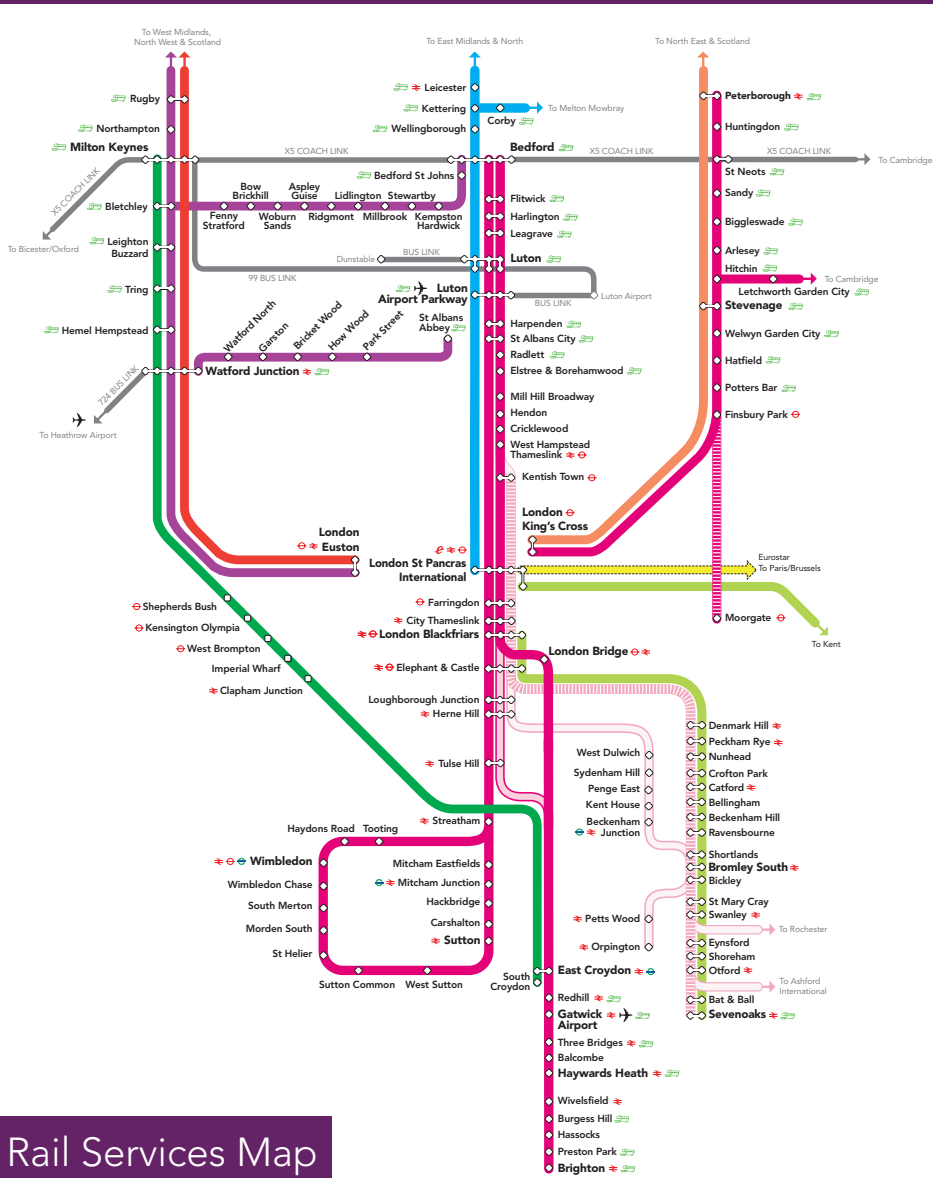 To West Midlands,
North West & Scotland
To East Midlands & North
To North East & Scotland
Rugby
Northampton
Milton Keynes
X5 COACH LINK
X5 COACH LINK
Bletchley
To Bicester/Oxford
Leighton
Buzzard
Tring
Hemel Hempstead
724 BUS LINK
To Heathrow Airport
Bow
Brickhill
Aspley
Guise
Lidlington
Stewartby
Fenny
Stratford
Woburn
Sands
Ridgmont
Millbrook
Kempston
Hardwick
Bedford St Johns
Leicester
Kettering
Corby
To Melton Mowbray
Wellingborough
Bedford
X5 COACH LINK
X5 COACH LINK
To Cambridge
Flitwick
Harlington
Leagrave
Dunstable
BUS LINK
Luton
99 BUS LINK
Luton
Airport Parkway
BUS LINK
Luton Airport
Watford North
Garston
Bricket Wood
How Wood
Park Street
St Albans
Abbey
Watford Junction
Harpenden
St Albans City
Radlett
Elstree & Borehamwood
Mill Hill Broadway
Hendon
Cricklewood
West Hampstead
Thameslink
Kentish Town
Peterborough
Huntingdon
St Neots
Sandy
Biggleswade
Arlesey
Hitchin
To Cambridge
Letchworth Garden City
Stevenage
Welwyn Garden City
Hatfield
Potters Bar
Finsbury Park
London
King's Cross
London
Euston
London St Pancras
International
Eurostar
To Paris/Brussels
Moorgate
To Kent
Shepherds Bush
Kensington Olympia
West Brompton
Imperial Wharf
Clapham Junction
Farringdon
City Thameslink
London Blackfriars
London Bridge
Elephant & Castle
Loughborough Junction
Herne Hill
Tulse Hill
Streatham
West Dulwich
Sydenham Hill
Penge East
Kent House
Beckenham
Junction
Petts Wood
Orpington
Denmark Hill
Peckham Rye
Nunhead
Crofton Park
Catford
Bellingham
Beckenham Hill
Ravensbourne
Shortlands
Bromley South
Bickley
St Mary Cray
Swanley
To Rochester
Eynsford
Shoreham
Otford
To Ashford
International
Bat & Ball
Sevenoaks
Haydons Road
Tooting
Wimbledon
Wimbledon Chase
South Merton
Morden South
St Helier
Sutton Common
West Sutton
Mitcham Eastfields
Mitcham Junction
Hackbridge
Carshalton
Sutton
South
Croydon
East Croydon
Redhill
Gatwick
Airport
Three Bridges
Balcombe
Haywards Heath
Wivelsfield
Burgess Hill
Hassocks
Preston Park
Brighton
Rail Services Map